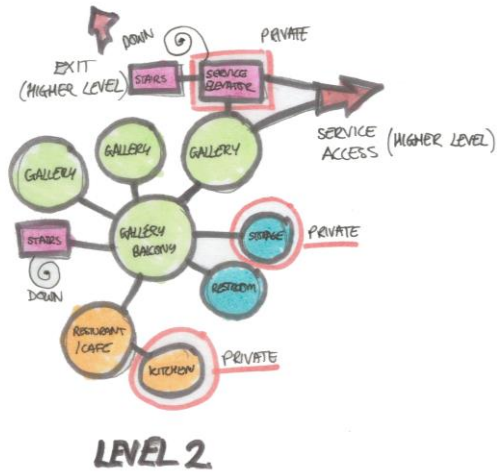 DOWN
PRIVATE
EXIT
(HIGHER LEVEL)
STAIRS
SERVICE
ELEVATOR
SERVICE
ACCESS (HIGHER LEVEL)
GALLERY
GALLERY
GALLERY
STAIRS
GALLERY
BALCONY
STORAGE
PRIVATE
DOWN
RESTROOM
RESTURANT
/CAFE
KITCHEN
PRIVATE
LEVEL 2